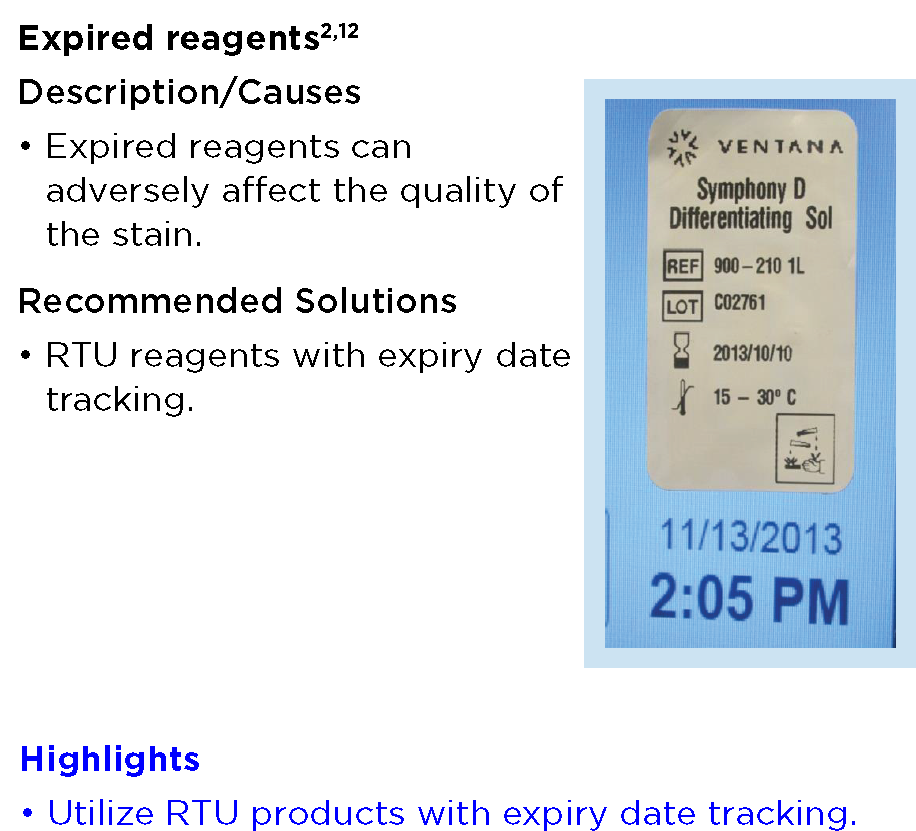 Expired reagents2,12
Description/Causes
• Expired reagents can
adversely affect the quality of
the stain.
Recommended Solutions
• RTU reagents with expiry date
tracking.
VENTANA
Symphony D
Differentiating Sol
REF 900-210 1L
LOT C02761
2013/10/10
15 – 30° C
11/13/2013
2:05 PM
Highlights
• Utilize RTU products with expiry date tracking.